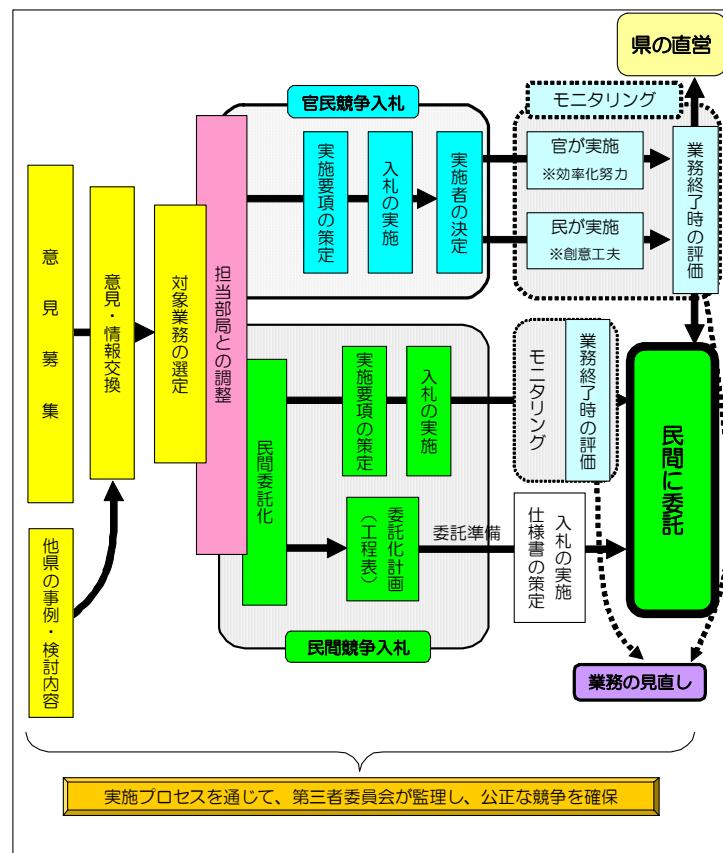 県の直営
官民競争入札
モニタリング
意見募集
他県の事例・検討内容
意見・情報交換
対象業務の選定
担当部局との調整
実施要項の策定
入札の実施
実施者の決定
官が実施
※効率化努力
民が実施
※創意工夫
業務終了時の評価
民間委託化
実施要項の策定
入札の実施
モニタリング
業務終了時の評価
委託化計画
（工程表）
委託準備
入札の実施
仕様書の策定
民間に委託
民間競争入札
業務の見直し
実施プロセスを通じて、第三者委員会が監理し、公正な競争を確保